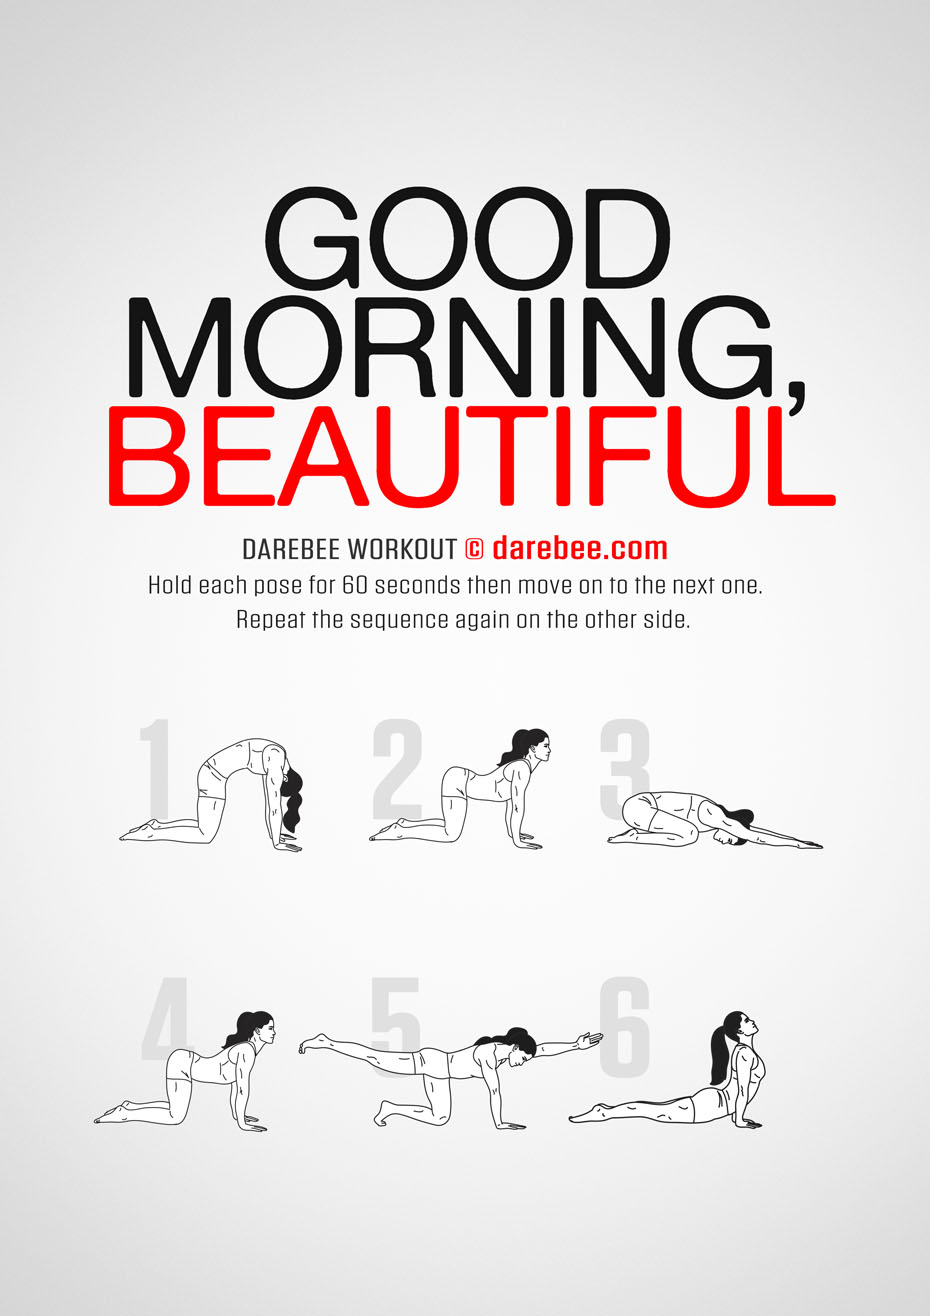 GOOD
MORNING,
BEAUTIFUL
DAREBEE WORKOUT © darebee.com
Hold each pose for 60 seconds then move on to the next one.
Repeat the sequence again on the other side.
1 2 3
4 5 6